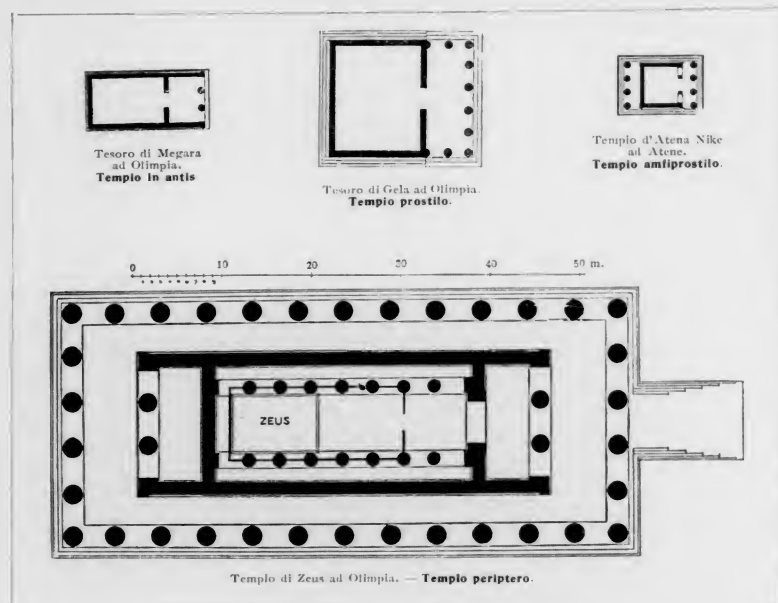 Tesoro di Megara
ad Olimpia.
Tempio in antis
Tesoro di Gela ad Olimpia.
Tempio prostilo.
Tempio d'Atena Nike
ad Atene.
Tempio amfiprostilo.
0 10 20 30 40 50 m.
ZEUS
Templo di Zeus ad Olimpia. — Tempio periptero.